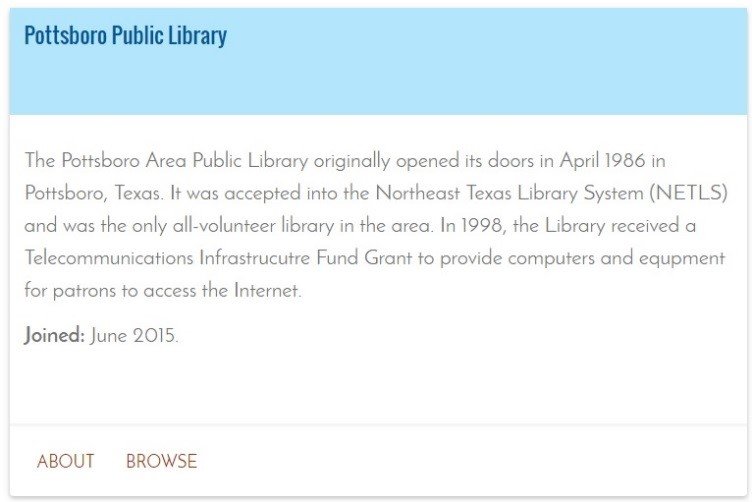 Pottsboro Public Library
The Pottsboro Area Public Library originally opened its doors in April 1986 in
Pottsboro, Texas. It was accepted into the Northeast Texas Library System (NETLS)
and was the only all-volunteer library in the area. In 1998, the Library received a
Telecommunications Infrastrucutre Fund Grant to provide computers and equpment
for patrons to access the Internet.
Joined: June 2015.
ABOUT BROWSE